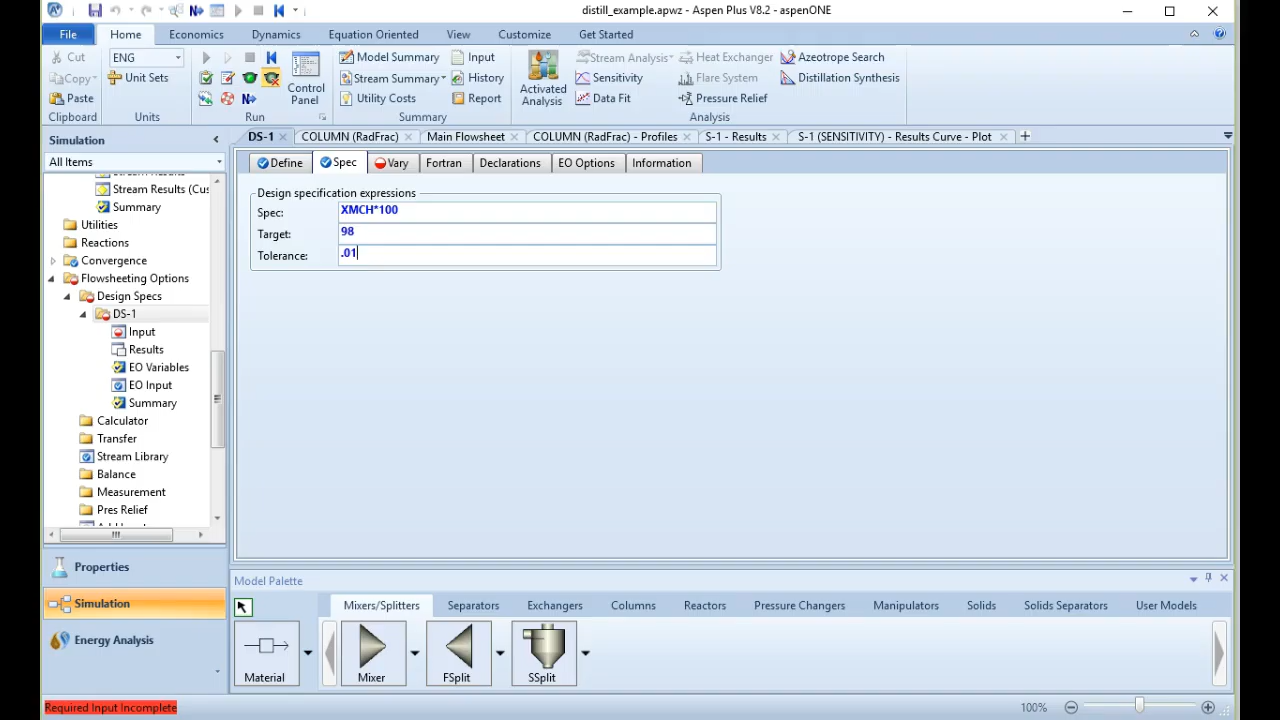 distill_example.apwz - Aspen Plus V8.2 - aspenONE
File Home Economics Dynamics Equation Oriented View Customize Get Started
Cut ENG Model Summary Input Stream Analysis Heat Exchanger Azeotrope Search
Copy Unit Sets Stream Summary History Sensitivity Flare System Distillation Synthesis
Paste Control Panel Utility Costs Report Activated Analysis Data Fit Pressure Relief
Clipboard Units Run Summary Analysis
Simulation
All Items
DS-1 COLUMN (RadFrac) Main Flowsheet COLUMN (RadFrac) - Profiles S-1 - Results S-1 (SENSITIVITY) - Results Curve - Plot
Define Spec Vary Fortran Declarations EO Options Information
Stream Results (Cus
Summary
Utilities
Reactions
Convergence
Flowsheeting Options
Design Specs
DS-1
Input
Results
EO Variables
EO Input
Summary
Calculator
Transfer
Stream Library
Balance
Measurement
Pres Relief
Design specification expressions
Spec: XMCH*100
Target: 98
Tolerance: .01
Properties
Simulation
Energy Analysis
Model Palette
Mixers/Splitters Separators Exchangers Columns Reactors Pressure Changers Manipulators Solids Solids Separators User Models
Material Mixer FSplit SSplit
Required Input Incomplete
100%